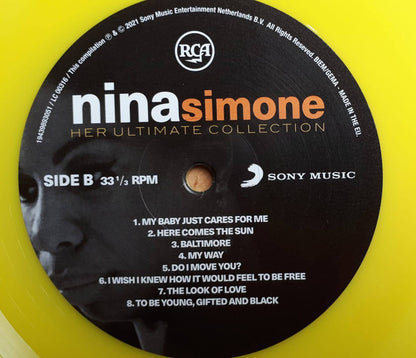 19439893051 / LC 00316 / This compilation ℗ & © 2021 Sony Music Entertainment Netherlands B.V. All Rights Reserved. BIEM/GEMA - MADE IN THE EU.
RCA
ninasimone
HER ULTIMATE COLLECTION
SIDE B 33 1/3 RPM
SONY MUSIC
1. MY BABY JUST CARES FOR ME
2. HERE COMES THE SUN
3. BALTIMORE
4. MY WAY
5. DO I MOVE YOU?
6. I WISH I KNEW HOW IT WOULD FEEL TO BE FREE
7. THE LOOK OF LOVE
8. TO BE YOUNG, GIFTED AND BLACK